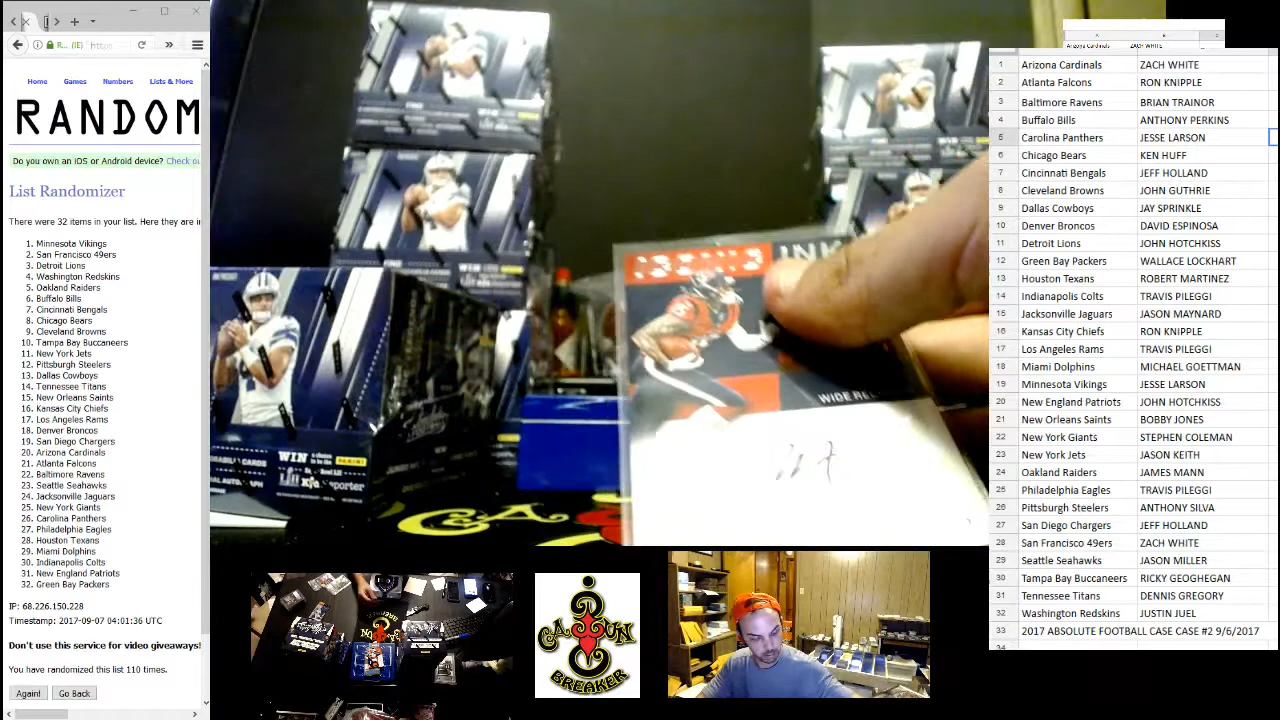 R... (IE)
https:
Home Games Numbers Lists & More
RANDOM
Do you own an iOS or Android device? Check ou
List Randomizer
There were 32 items in your list. Here they are i
1. Minnesota Vikings
2. San Francisco 49ers
3. Detroit Lions
4. Washington Redskins
5. Oakland Raiders
6. Buffalo Bills
7. Cincinnati Bengals
8. Chicago Bears
9. Cleveland Browns
10. Tampa Bay Buccaneers
11. New York Jets
12. Pittsburgh Steelers
13. Dallas Cowboys
14. Tennessee Titans
15. New Orleans Saints
16. Kansas City Chiefs
17. Los Angeles Rams
18. Denver Broncos
19. San Diego Chargers
20. Arizona Cardinals
21. Atlanta Falcons
22. Baltimore Ravens
23. Seattle Seahawks
24. Jacksonville Jaguars
25. New York Giants
26. Carolina Panthers
27. Philadelphia Eagles
28. Houston Texans
29. Miami Dolphins
30. Indianapolis Colts
31. New England Patriots
32. Green Bay Packers
IP: 68.226.150.228
Timestamp: 2017-09-07 04:01:36 UTC
Don't use this service for video giveaways!
You have randomized this list 110 times.
Again! Go Back
WIN
INK
WIDE RE
CAJUN
BREAKER
Arizona Cardinals ZACH WHITE
1 Arizona Cardinals ZACH WHITE
2 Atlanta Falcons RON KNIPPLE
3 Baltimore Ravens BRIAN TRAINOR
4 Buffalo Bills ANTHONY PERKINS
5 Carolina Panthers JESSE LARSON
6 Chicago Bears KEN HUFF
7 Cincinnati Bengals JEFF HOLLAND
8 Cleveland Browns JOHN GUTHRIE
9 Dallas Cowboys JAY SPRINKLE
10 Denver Broncos DAVID ESPINOSA
11 Detroit Lions JOHN HOTCHKISS
12 Green Bay Packers WALLACE LOCKHART
13 Houston Texans ROBERT MARTINEZ
14 Indianapolis Colts TRAVIS PILEGGI
15 Jacksonville Jaguars JASON MAYNARD
16 Kansas City Chiefs RON KNIPPLE
17 Los Angeles Rams TRAVIS PILEGGI
18 Miami Dolphins MICHAEL GOETTMAN
19 Minnesota Vikings JESSE LARSON
20 New England Patriots JOHN HOTCHKISS
21 New Orleans Saints BOBBY JONES
22 New York Giants STEPHEN COLEMAN
23 New York Jets JASON KEITH
24 Oakland Raiders JAMES MANN
25 Philadelphia Eagles TRAVIS PILEGGI
26 Pittsburgh Steelers ANTHONY SILVA
27 San Diego Chargers JEFF HOLLAND
28 San Francisco 49ers ZACH WHITE
29 Seattle Seahawks JASON MILLER
30 Tampa Bay Buccaneers RICKY GEOGHEGAN
31 Tennessee Titans DENNIS GREGORY
32 Washington Redskins JUSTIN JUEL
33 2017 ABSOLUTE FOOTBALL CASE CASE #2 9/6/2017